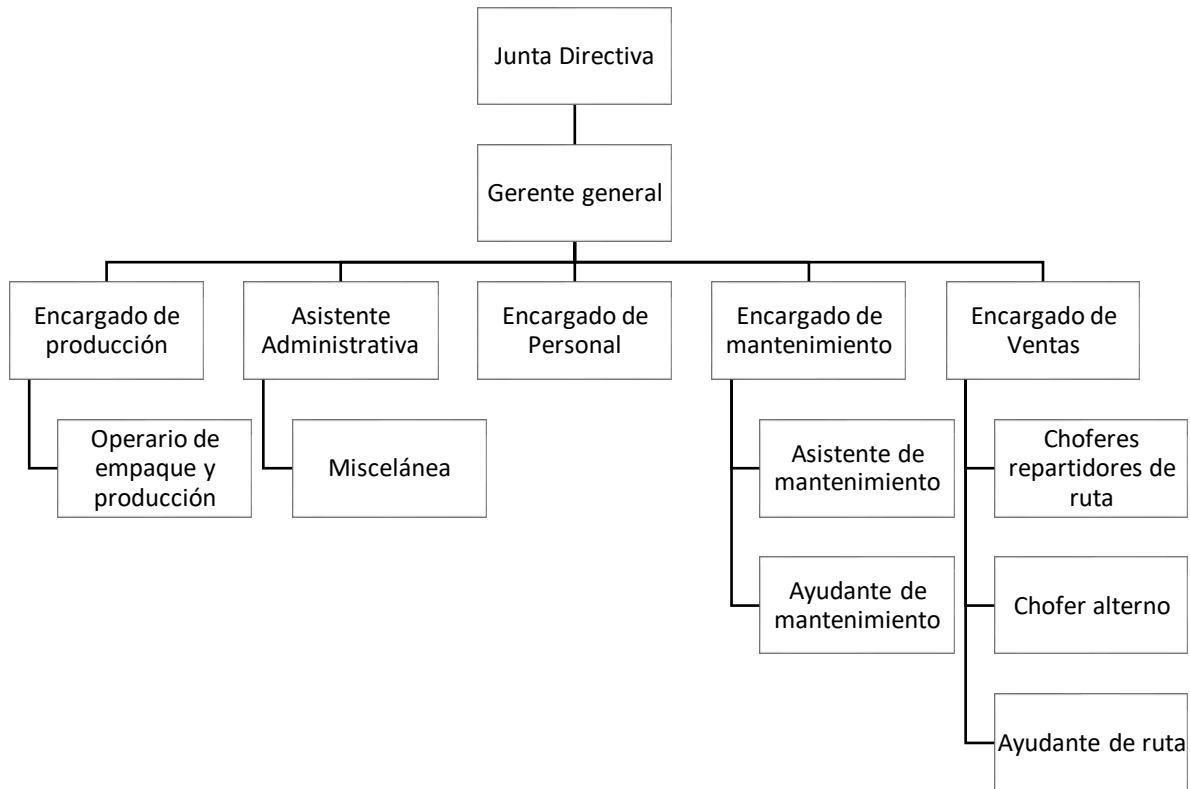 Junta Directiva
Gerente general
Encargado de
producción
Asistente
Administrativa
Encargado de
Personal
Encargado de
mantenimiento
Encargado de
Ventas
Operario de
empaque y
producción
Miscelánea
Asistente de
mantenimiento
Choferes
repartidores de
ruta
Ayudante de
mantenimiento
Chofer alterno
Ayudante de ruta